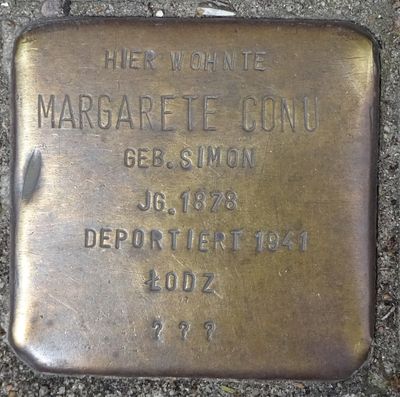 HIER WOHNTE
MARGARETE CONU
GEB. SIMON
JG. 1878
DEPORTIERT 1941
ŁODZ
? ? ?